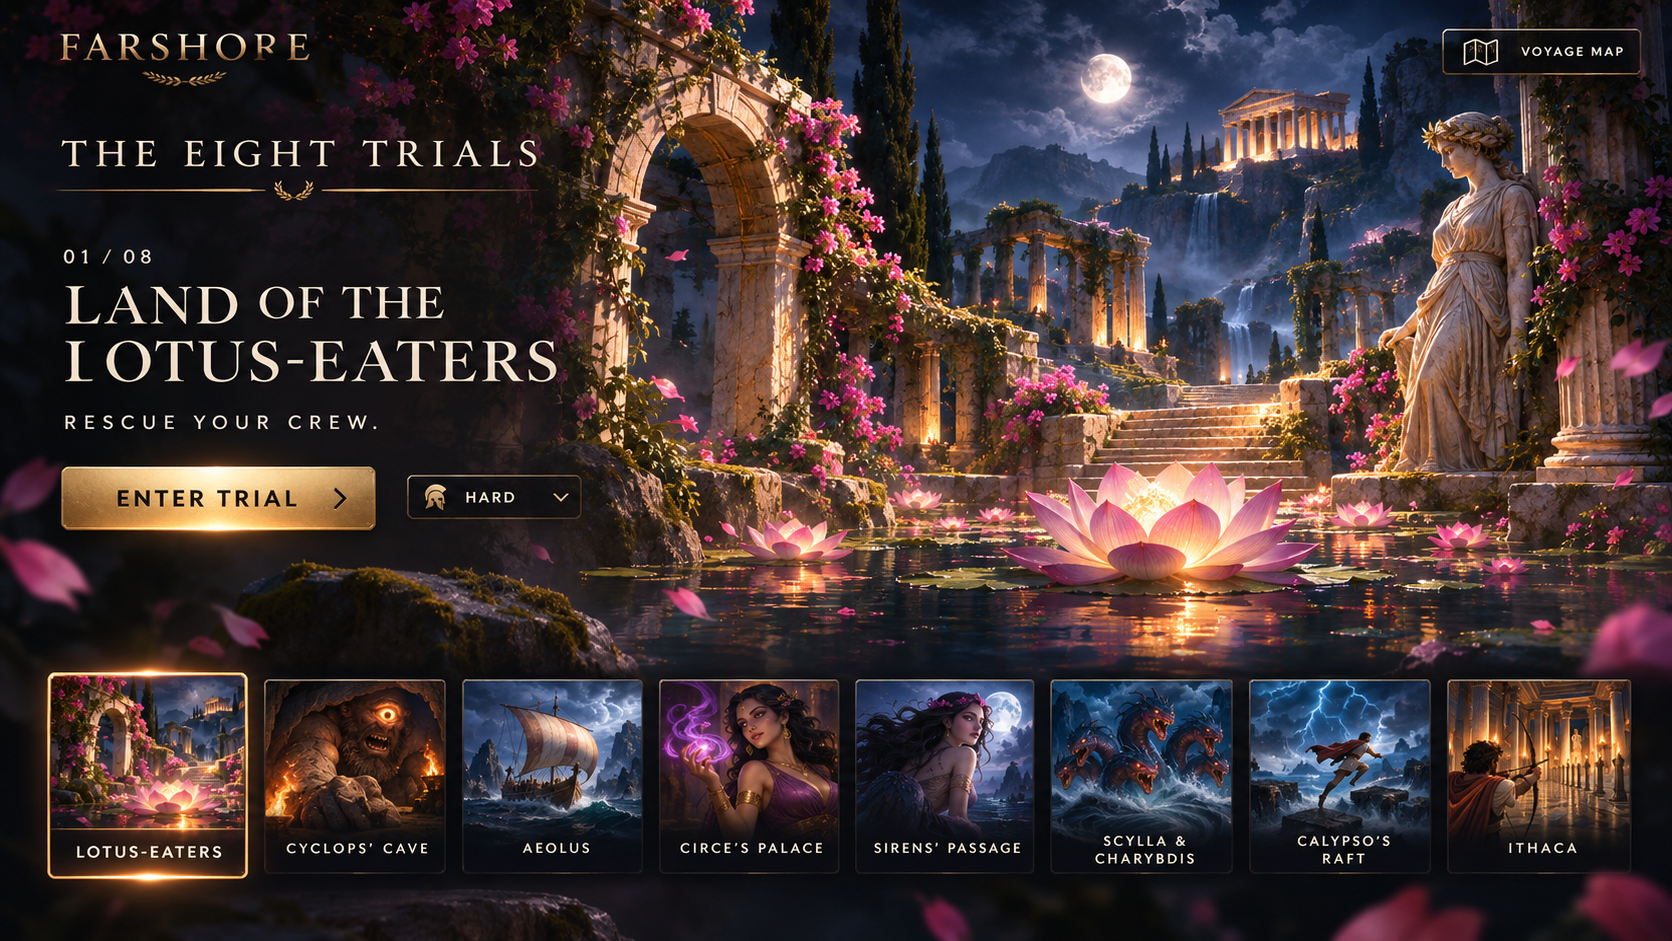 FARSHORE
VOYAGE MAP
THE EIGHT TRIALS
01 / 08
LAND OF THE
LOTUS-EATERS
RESCUE YOUR CREW.
ENTER TRIAL
HARD
LOTUS-EATERS
CYCLOPS' CAVE
AEOLUS
CIRCE'S PALACE
SIRENS' PASSAGE
SCYLLA &
CHARYBDIS
CALYPSO'S
RAFT
ITHACA